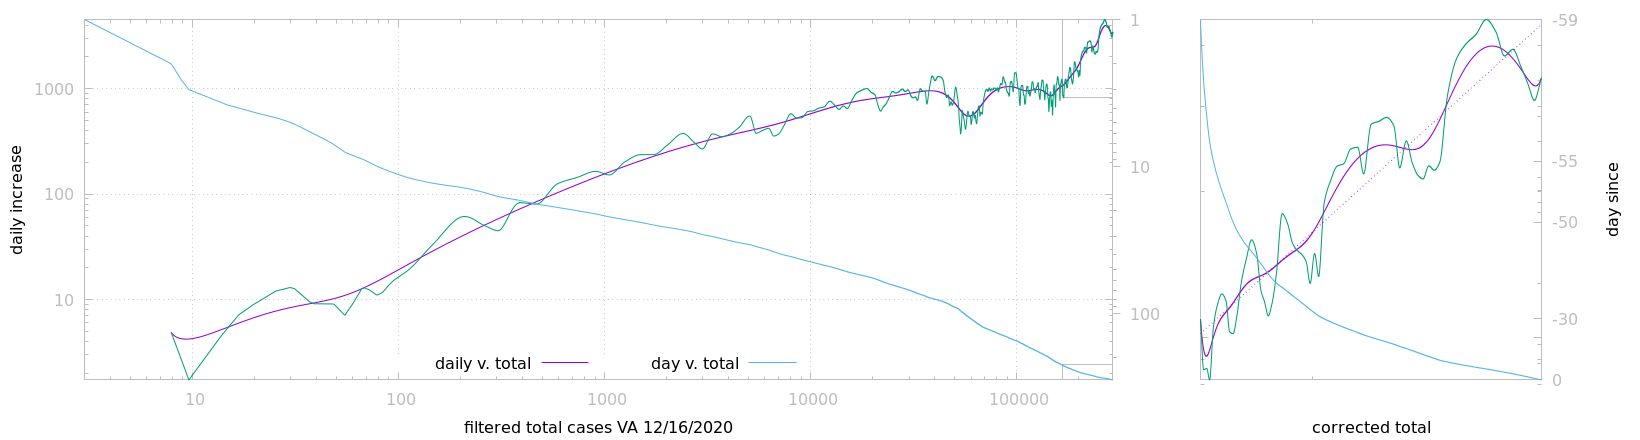 daily increase
1000
100
10
10
100
1000
10000
100000
filtered total cases VA 12/16/2020
daily v. total
day v. total
1
10
100
-59
-55
-50
-30
0
day since
corrected total